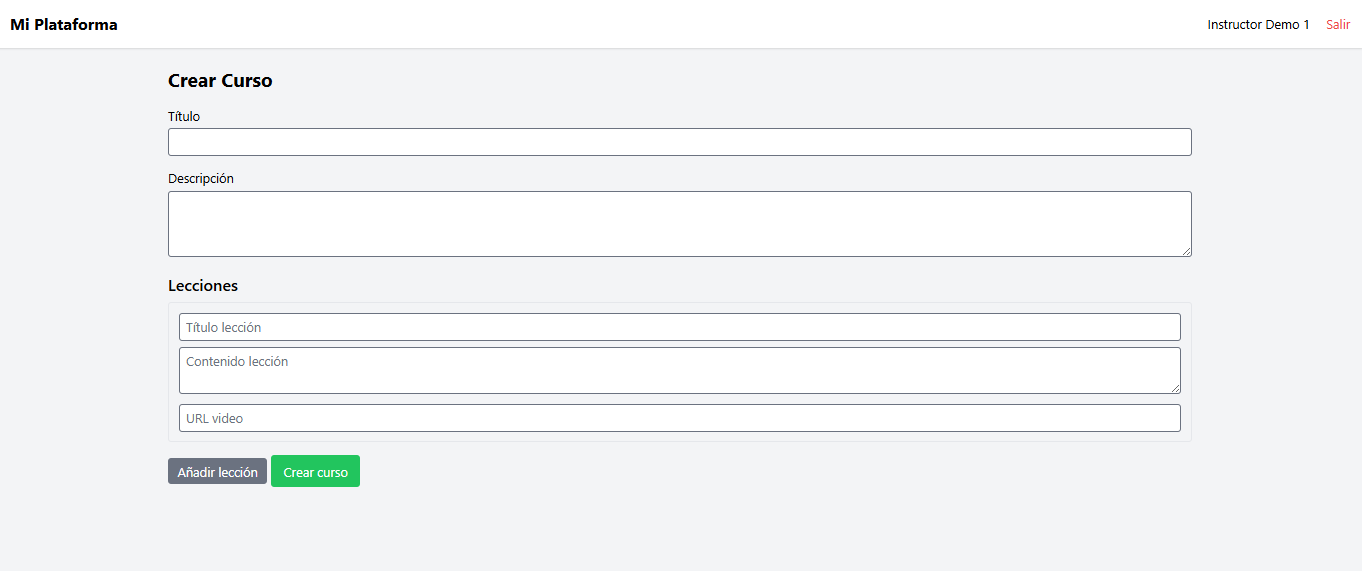 Mi Plataforma
Instructor Demo 1 Salir
Crear Curso
Título
Descripción
Lecciones
Título lección
Contenido lección
URL video
Añadir lección Crear curso